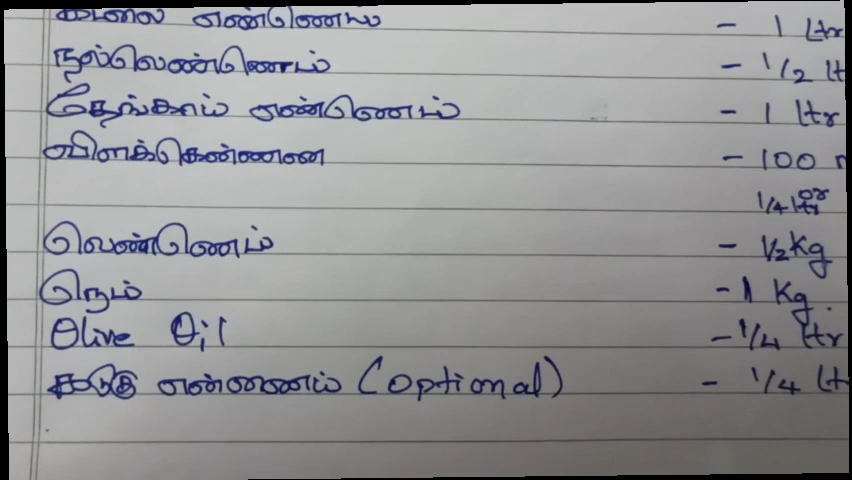 கடலை எண்ணெய் - 1 Ltr
நல்லெண்ணெய் - 1/2 Lt
தேங்காய் எண்ணெய் - 1 Ltr
விளக்கெண்ணை - 100
or
1/4 ltr
வெண்ணெய் - 1/2 Kg
நெய் - 1 Kg.
Olive Oil - 1/4 ltr
கடுகு எண்ணைய் (Optional) - 1/4 Lt